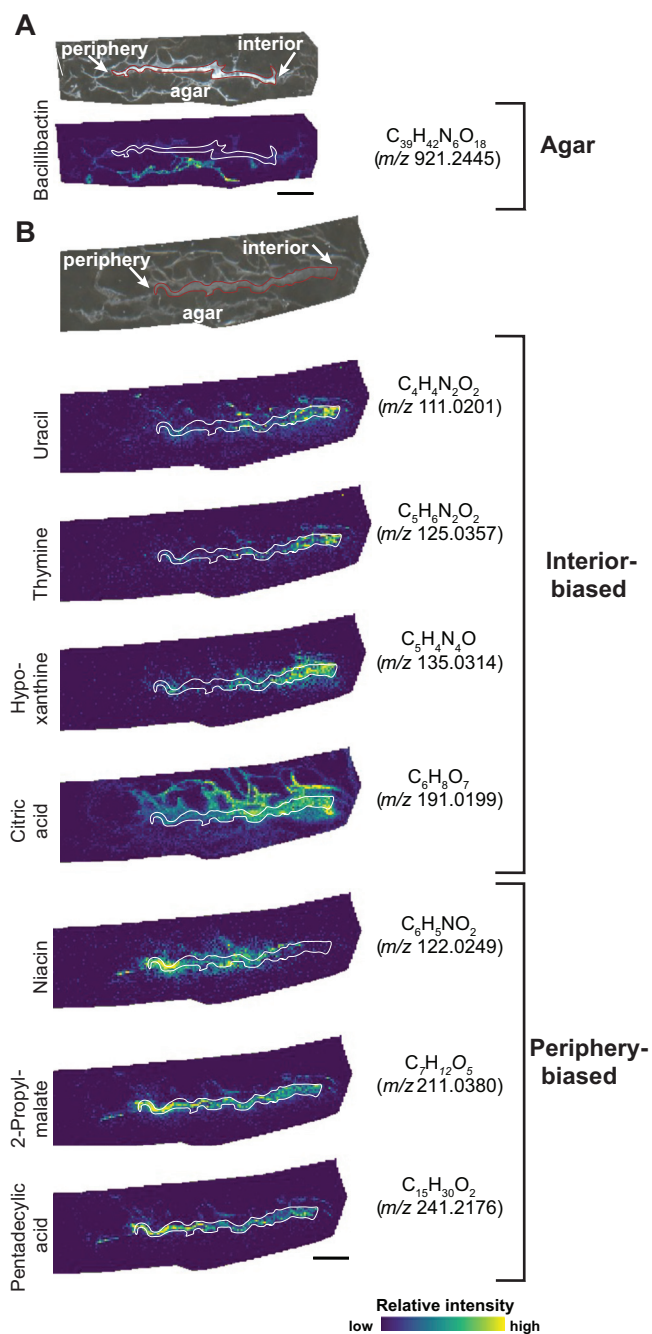 A
periphery
interior
agar
Bacillibactin
C39H42N6O18
(m/z 921.2445)
Agar
B
periphery
interior
agar
Uracil
C4H4N2O2
(m/z 111.0201)
Thymine
C5H6N2O2
(m/z 125.0357)
Interior-
biased
Hypo-
xanthine
C5H4N4O
(m/z 135.0314)
Citric
acid
C6H8O7
(m/z 191.0199)
Niacin
C6H5NO2
(m/z 122.0249)
Periphery-
biased
2-Propyl-
malate
C7H12O5
(m/z 211.0380)
Pentadecylic
acid
C15H30O2
(m/z 241.2176)
Relative intensity
low
high